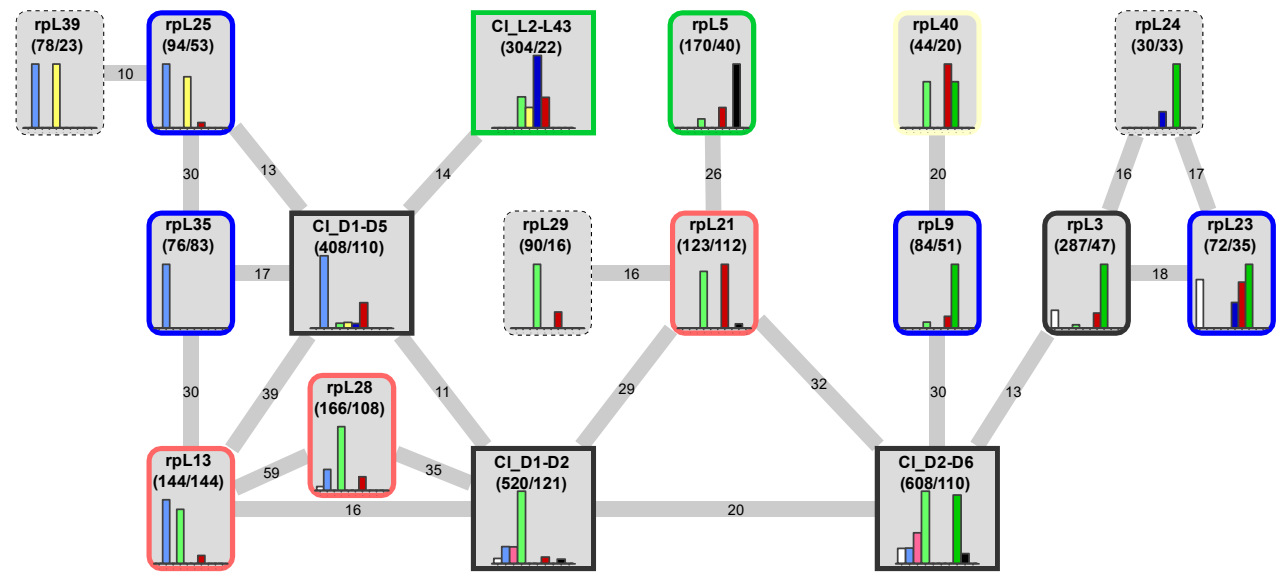 rpL39
(78/23)
10
rpL25
(94/53)
CI_L2-L43
(304/22)
rpL5
(170/40)
rpL40
(44/20)
rpL24
(30/33)
30
13
14
26
20
16
17
rpL35
(76/83)
17
CI_D1-D5
(408/110)
rpL29
(90/16)
16
rpL21
(123/112)
rpL9
(84/51)
rpL3
(287/47)
18
rpL23
(72/35)
30
39
rpL28
(166/108)
11
29
32
30
13
rpL13
(144/144)
59
35
16
CI_D1-D2
(520/121)
20
CI_D2-D6
(608/110)